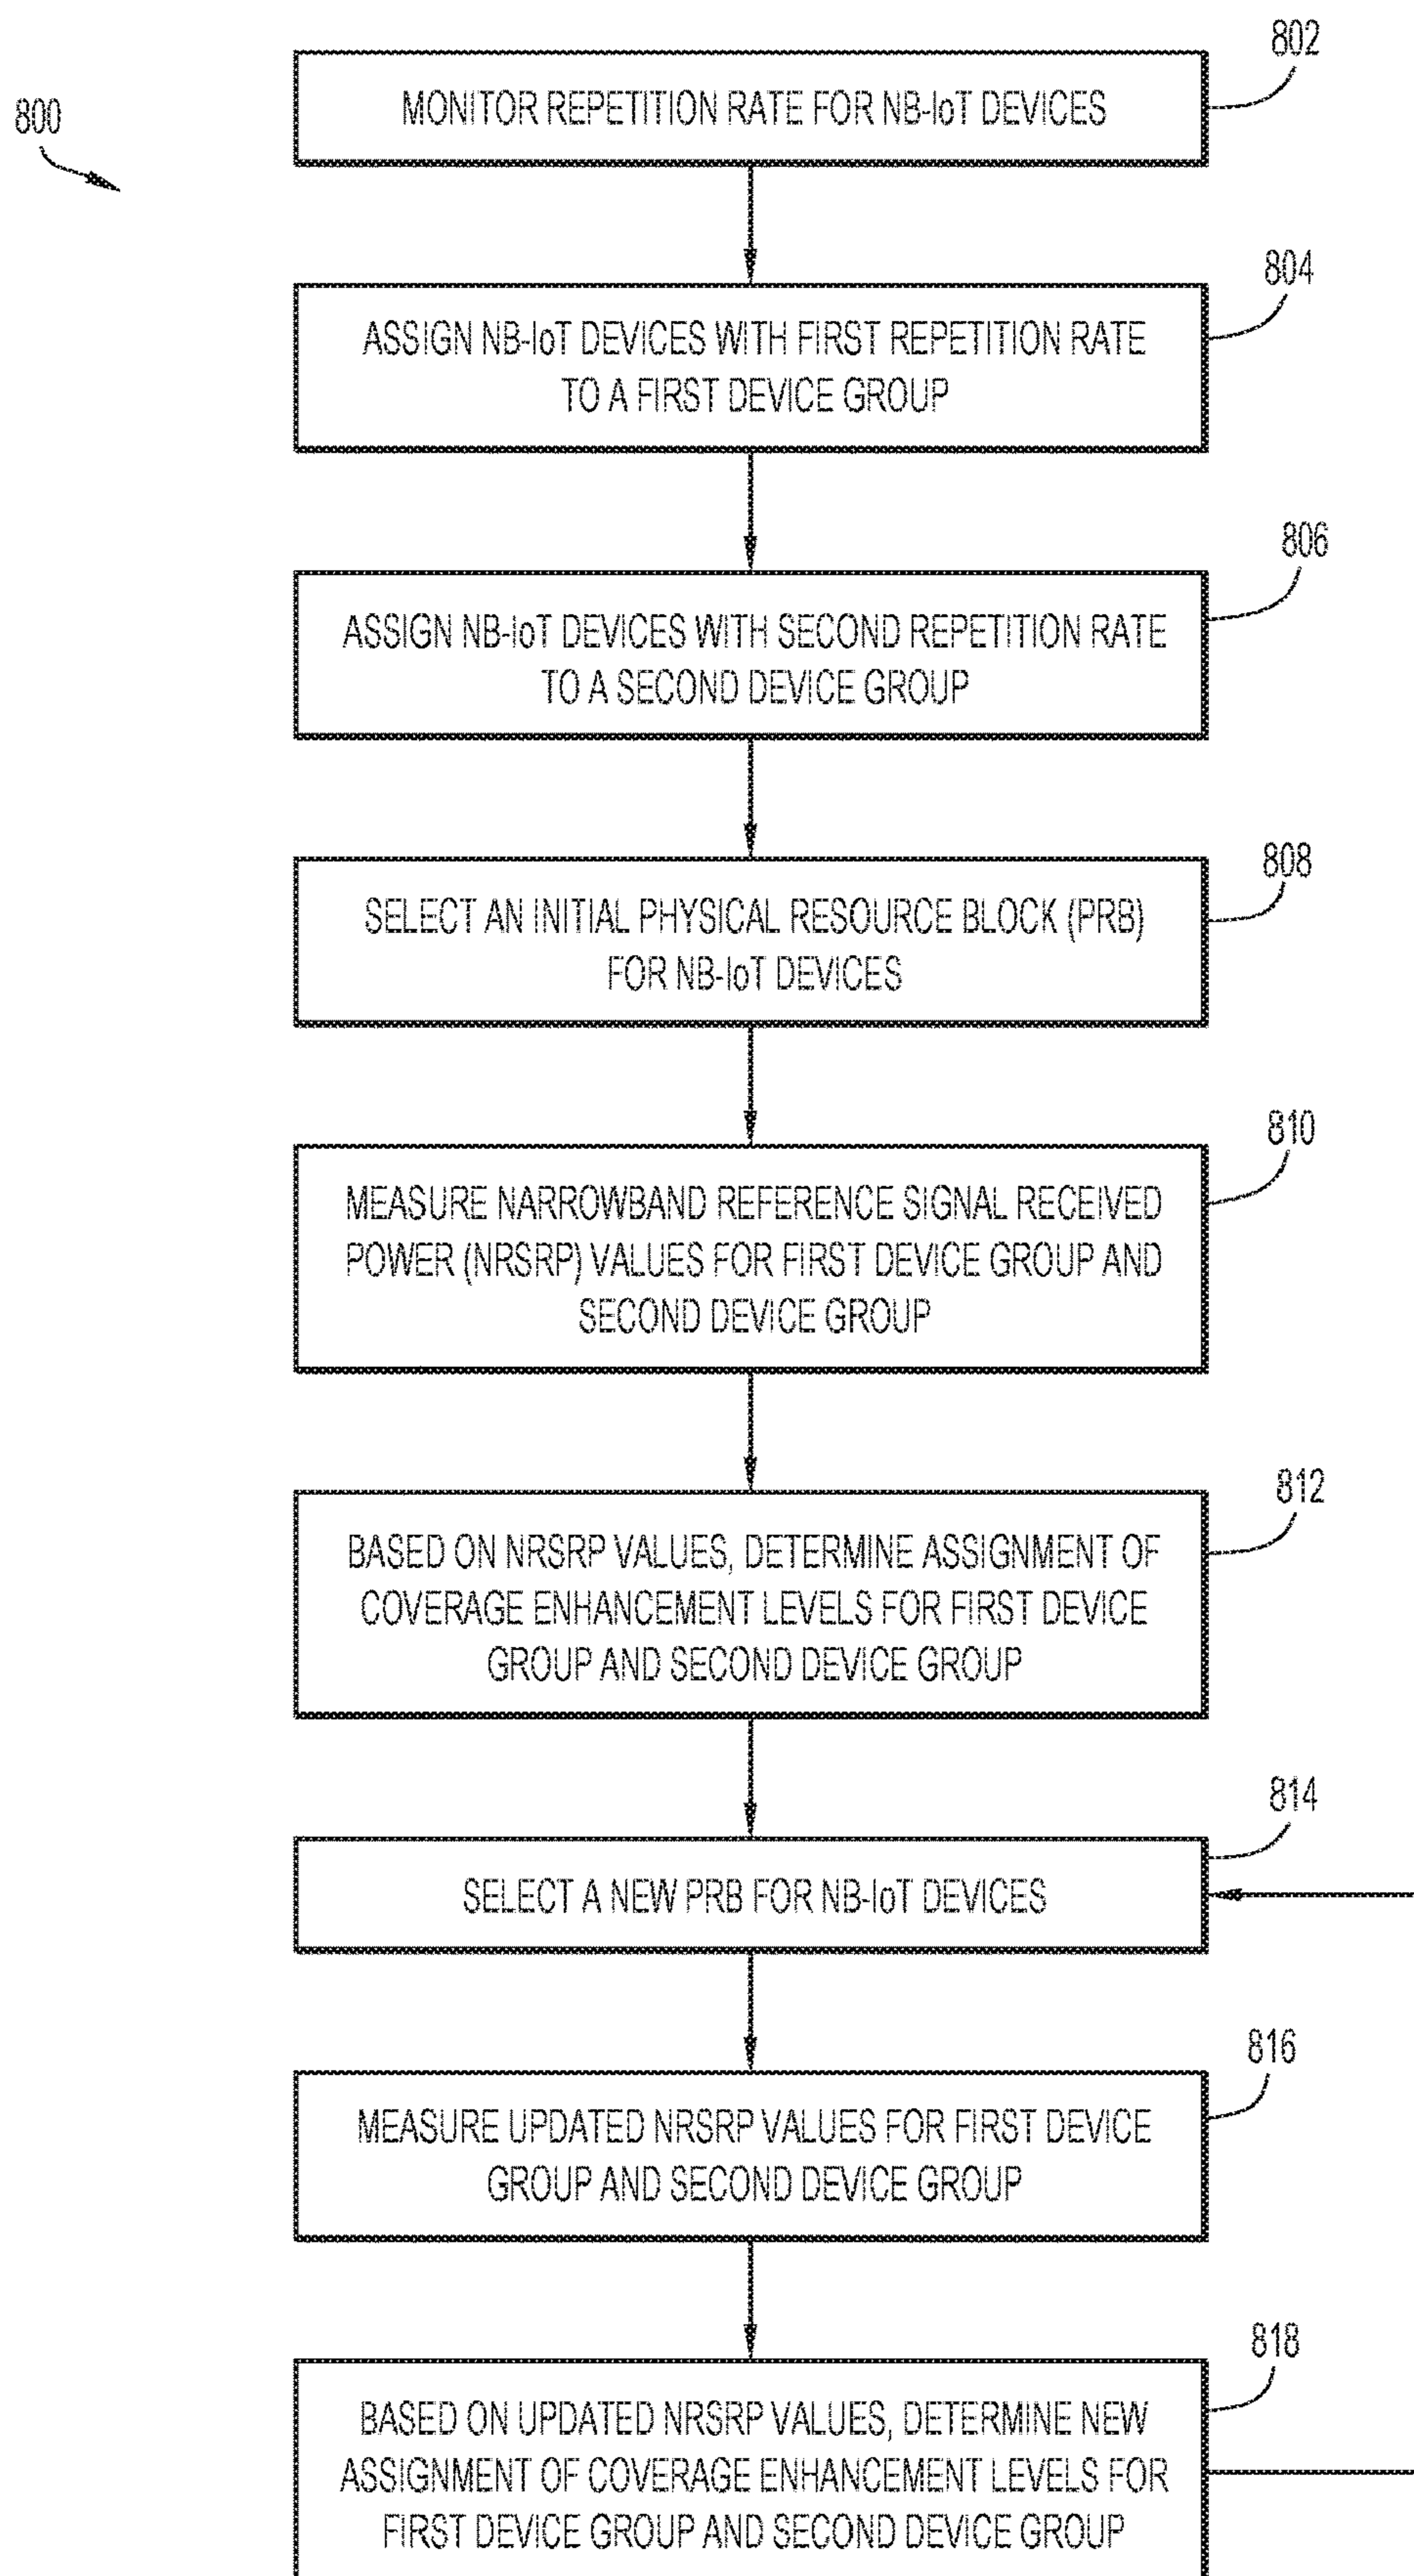 802
800
MONITOR REPETITION RATE FOR NB-IoT DEVICES
804
ASSIGN NB-IoT DEVICES WITH FIRST REPETITION RATE
TO A FIRST DEVICE GROUP
806
ASSIGN NB-IoT DEVICES WITH SECOND REPETITION RATE
TO A SECOND DEVICE GROUP
808
SELECT AN INITIAL PHYSICAL RESOURCE BLOCK (PRB)
FOR NB-IoT DEVICES
810
MEASURE NARROWBAND REFERENCE SIGNAL RECEIVED
POWER (NRSRP) VALUES FOR FIRST DEVICE GROUP AND
SECOND DEVICE GROUP
812
BASED ON NRSRP VALUES, DETERMINE ASSIGNMENT OF
COVERAGE ENHANCEMENT LEVELS FOR FIRST DEVICE
GROUP AND SECOND DEVICE GROUP
814
SELECT A NEW PRB FOR NB-IoT DEVICES
816
MEASURE UPDATED NRSRP VALUES FOR FIRST DEVICE
GROUP AND SECOND DEVICE GROUP
818
BASED ON UPDATED NRSRP VALUES, DETERMINE NEW
ASSIGNMENT OF COVERAGE ENHANCEMENT LEVELS FOR
FIRST DEVICE GROUP AND SECOND DEVICE GROUP